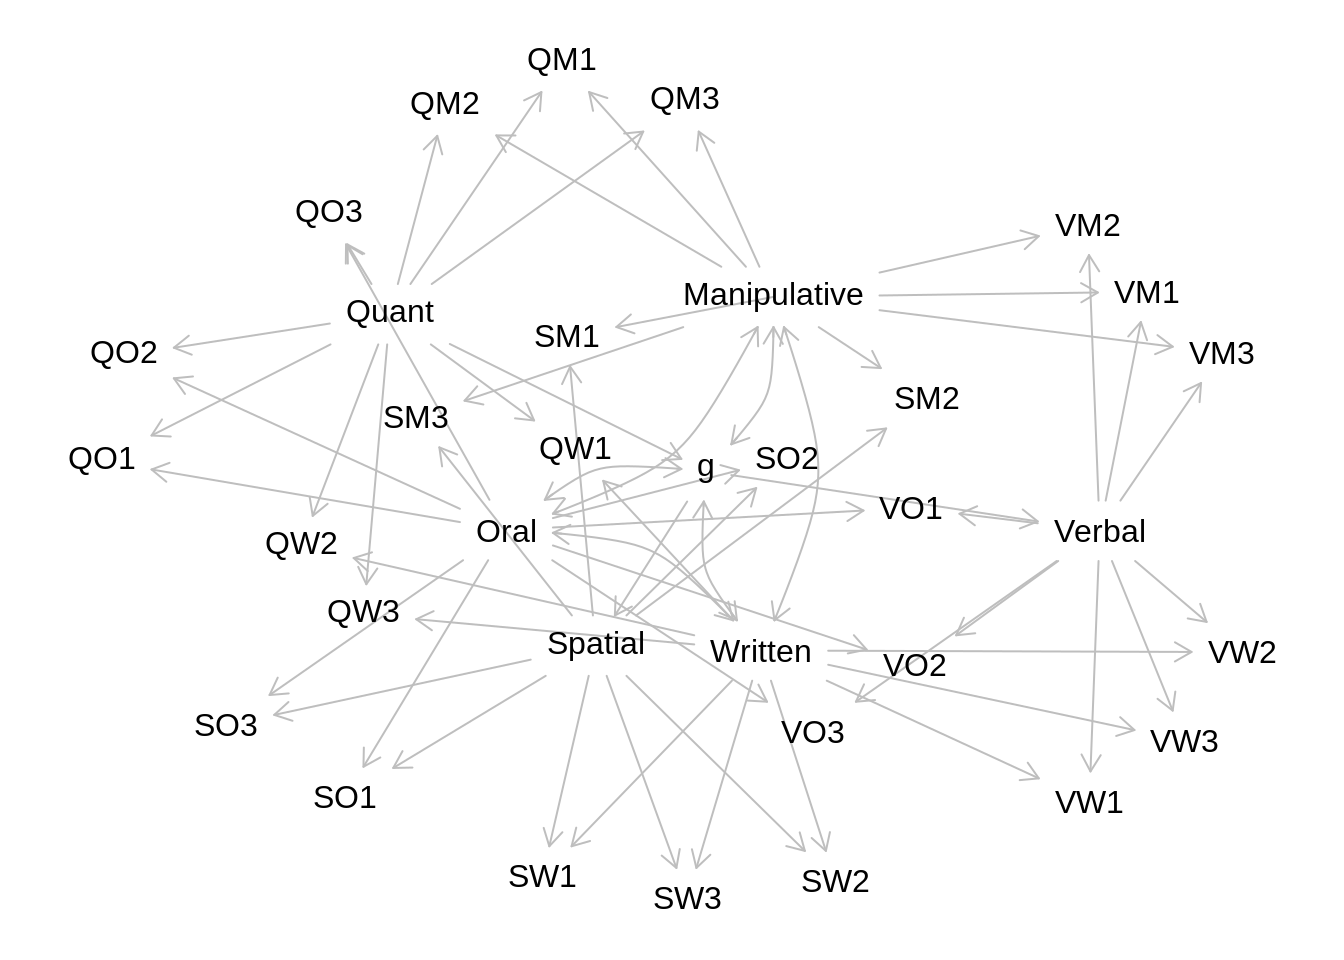 QM1
QM2
QM3
QO3
VM2
Manipulative
VM1
Quant
SM1
QO2
VM3
SM3
SM2
QW1
QO1
g
SO2
VO1
Oral
Verbal
QW2
QW3
Spatial
Written
VO2
VW2
SO3
VO3
VW3
SO1
VW1
SW1
SW3
SW2